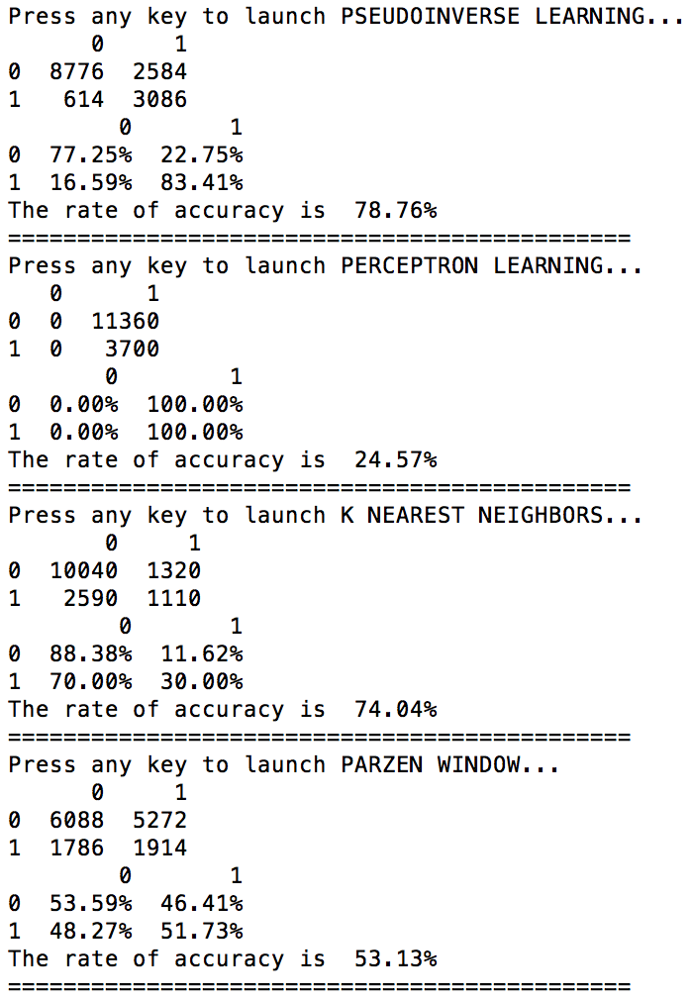 Press any key to launch PSEUDOINVERSE LEARNING...
      0     1
0  8776  2584
1   614  3086
        0       1
0  77.25%  22.75%
1  16.59%  83.41%
The rate of accuracy is  78.76%
=============================================
Press any key to launch PERCEPTRON LEARNING...
   0      1
0  0  11360
1  0   3700
       0        1
0  0.00%  100.00%
1  0.00%  100.00%
The rate of accuracy is  24.57%
=============================================
Press any key to launch K NEAREST NEIGHBORS...
       0     1
0  10040  1320
1   2590  1110
        0       1
0  88.38%  11.62%
1  70.00%  30.00%
The rate of accuracy is  74.04%
=============================================
Press any key to launch PARZEN WINDOW...
      0     1
0  6088  5272
1  1786  1914
        0       1
0  53.59%  46.41%
1  48.27%  51.73%
The rate of accuracy is  53.13%
=============================================